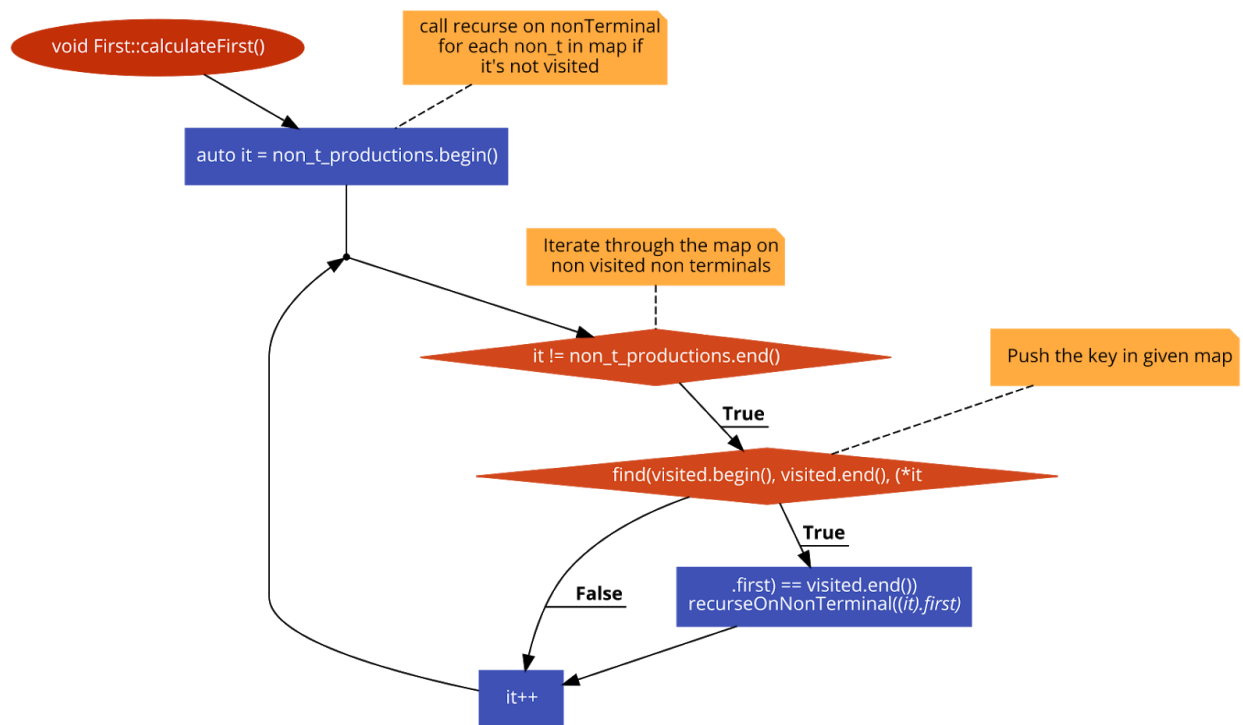 void First::calculateFirst()
call recurse on nonTerminal
for each non_t in map if
it's not visited
auto it = non_t_productions.begin()
Iterate through the map on
non visited non terminals
it != non_t_productions.end()
Push the key in given map
True
find(visited.begin(), visited.end(), (*it
True
.first) == visited.end())
recurseOnNonTerminal((it).first)
False
it++